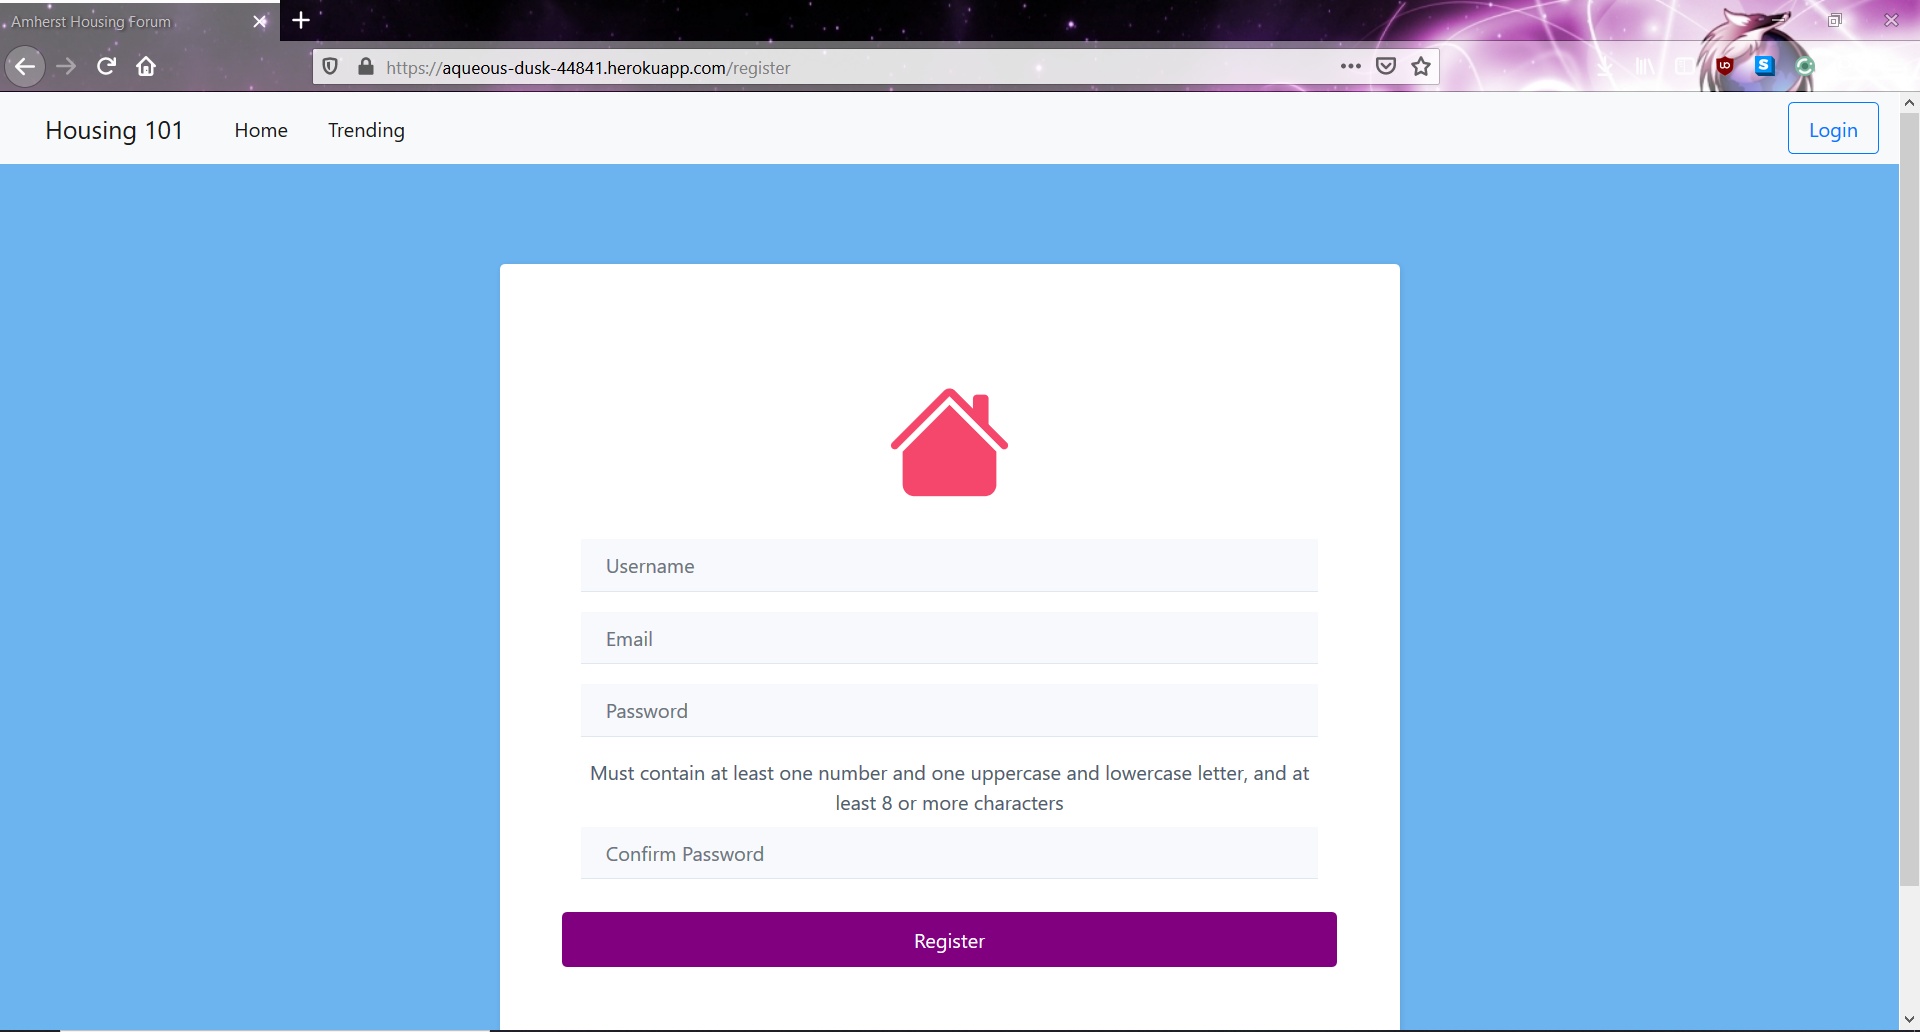 Amherst Housing Forum
https://aqueous-dusk-44841.herokuapp.com/register
Housing 101 Home Trending Login
Username
Email
Password
Must contain at least one number and one uppercase and lowercase letter, and at
least 8 or more characters
Confirm Password
Register